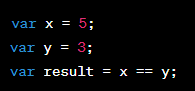 var x = 5;
var y = 3;
var result = x == y;